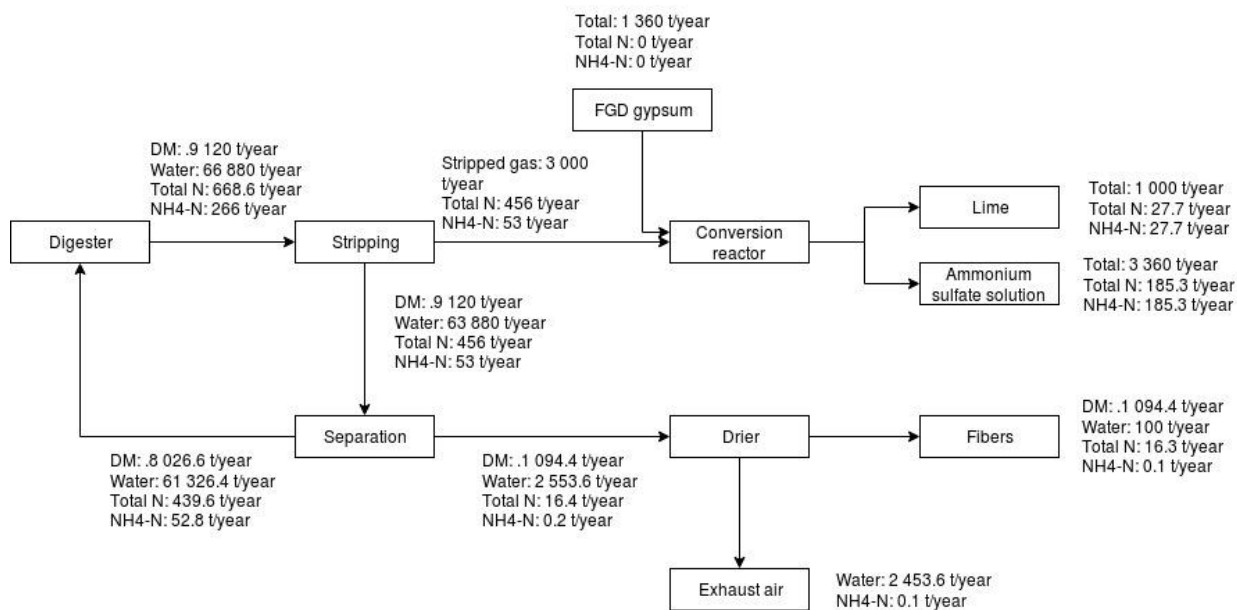 Total: 1 360 t/year
Total N: 0 t/year
NH4-N: 0 t/year
FGD gypsum
DM: .9 120 t/year
Water: 66 880 t/year
Total N: 668.6 t/year
NH4-N: 266 t/year
Stripped gas: 3 000
t/year
Total N: 456 t/year
NH4-N: 53 t/year
Digester
Stripping
Conversion
reactor
Lime
Total: 1 000 t/year
Total N: 27.7 t/year
NH4-N: 27.7 t/year
Ammonium
sulfate solution
Total: 3 360 t/year
Total N: 185.3 t/year
NH4-N: 185.3 t/year
DM: .9 120 t/year
Water: 63 880 t/year
Total N: 456 t/year
NH4-N: 53 t/year
Separation
Drier
Fibers
DM: .1 094.4 t/year
Water: 100 t/year
Total N: 16.3 t/year
NH4-N: 0.1 t/year
DM: .8 026.6 t/year
Water: 61 326.4 t/year
Total N: 439.6 t/year
NH4-N: 52.8 t/year
DM: .1 094.4 t/year
Water: 2 553.6 t/year
Total N: 16.4 t/year
NH4-N: 0.2 t/year
Exhaust air
Water: 2 453.6 t/year
NH4-N: 0.1 t/year